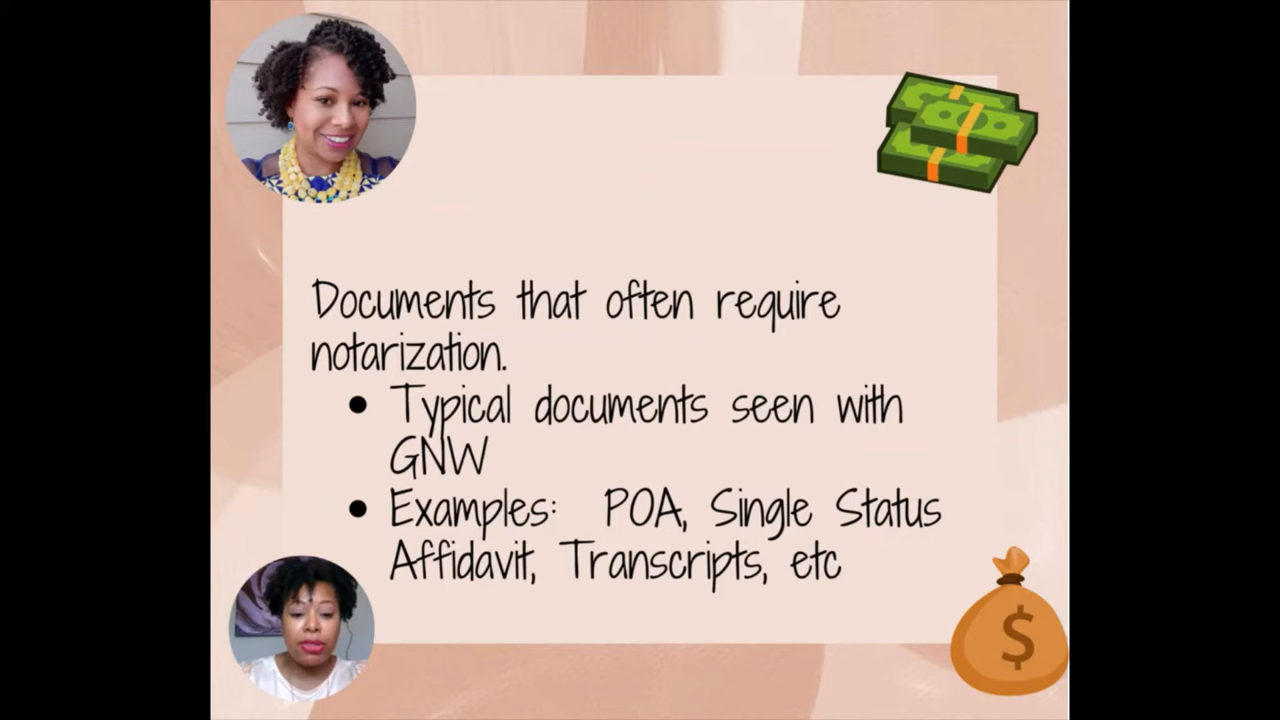 Documents that often require
notarization.
• Typical documents seen with
GNW
• Examples: POA, Single Status
Affidavit, Transcripts, etc
$